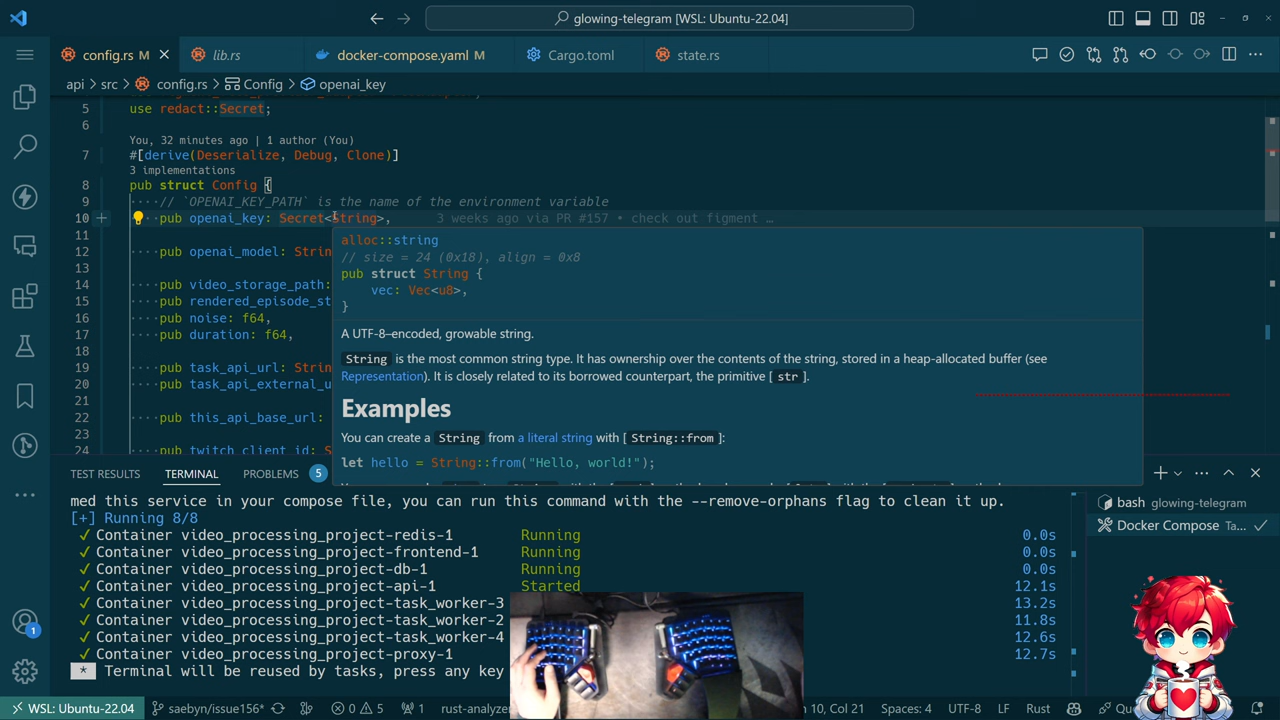 glowing-telegram [WSL: Ubuntu-22.04]
config.rs M
lib.rs
docker-compose.yaml M
Cargo.toml
state.rs
api › src › config.rs › Config › openai_key
5 use redact::Secret;
6
You, 32 minutes ago | 1 author (You)
7 #[derive(Deserialize, Debug, Clone)]
3 implementations
8 pub struct Config {
// `OPENAI_KEY_PATH` is the name of the environment variable
10 pub openai_key: Secret<String>, 3 weeks ago via PR #157 • check out figment …
11
12 pub openai_model: Strin
13
14 pub video_storage_path:
15 pub rendered_episode_st
16 pub noise: f64,
17 pub duration: f64,
18
19 pub task_api_url: Strin
20 pub task_api_external_u
21
22 pub this_api_base_url:
23
24 pub twitch_client_id: S
alloc::string
// size = 24 (0x18), align = 0x8
pub struct String {
vec: Vec<u8>,
}
A UTF-8–encoded, growable string.
String is the most common string type. It has ownership over the contents of the string, stored in a heap-allocated buffer (see
Representation). It is closely related to its borrowed counterpart, the primitive [ str ].
Examples
You can create a String from a literal string with [ String::from ]:
let hello = String::from("Hello, world!");
TEST RESULTS
TERMINAL
PROBLEMS 5
med this service in your compose file, you can run this command with the --remove-orphans flag to clean it up.
[+] Running 8/8
✓ Container video_processing_project-redis-1 Running 0.0s
✓ Container video_processing_project-frontend-1 Running 0.0s
✓ Container video_processing_project-db-1 Running 0.0s
✓ Container video_processing_project-api-1 Started 12.1s
✓ Container video_processing_project-task_worker-3 13.2s
✓ Container video_processing_project-task_worker-2 11.8s
✓ Container video_processing_project-task_worker-4 12.6s
✓ Container video_processing_project-proxy-1 12.7s
* Terminal will be reused by tasks, press any key
bash glowing-telegram
Docker Compose Ta...
1
WSL: Ubuntu-22.04
saebyn/issue156*
0 5
1
rust-analyzer
n 10, Col 21
Spaces: 4
UTF-8
LF
Rust